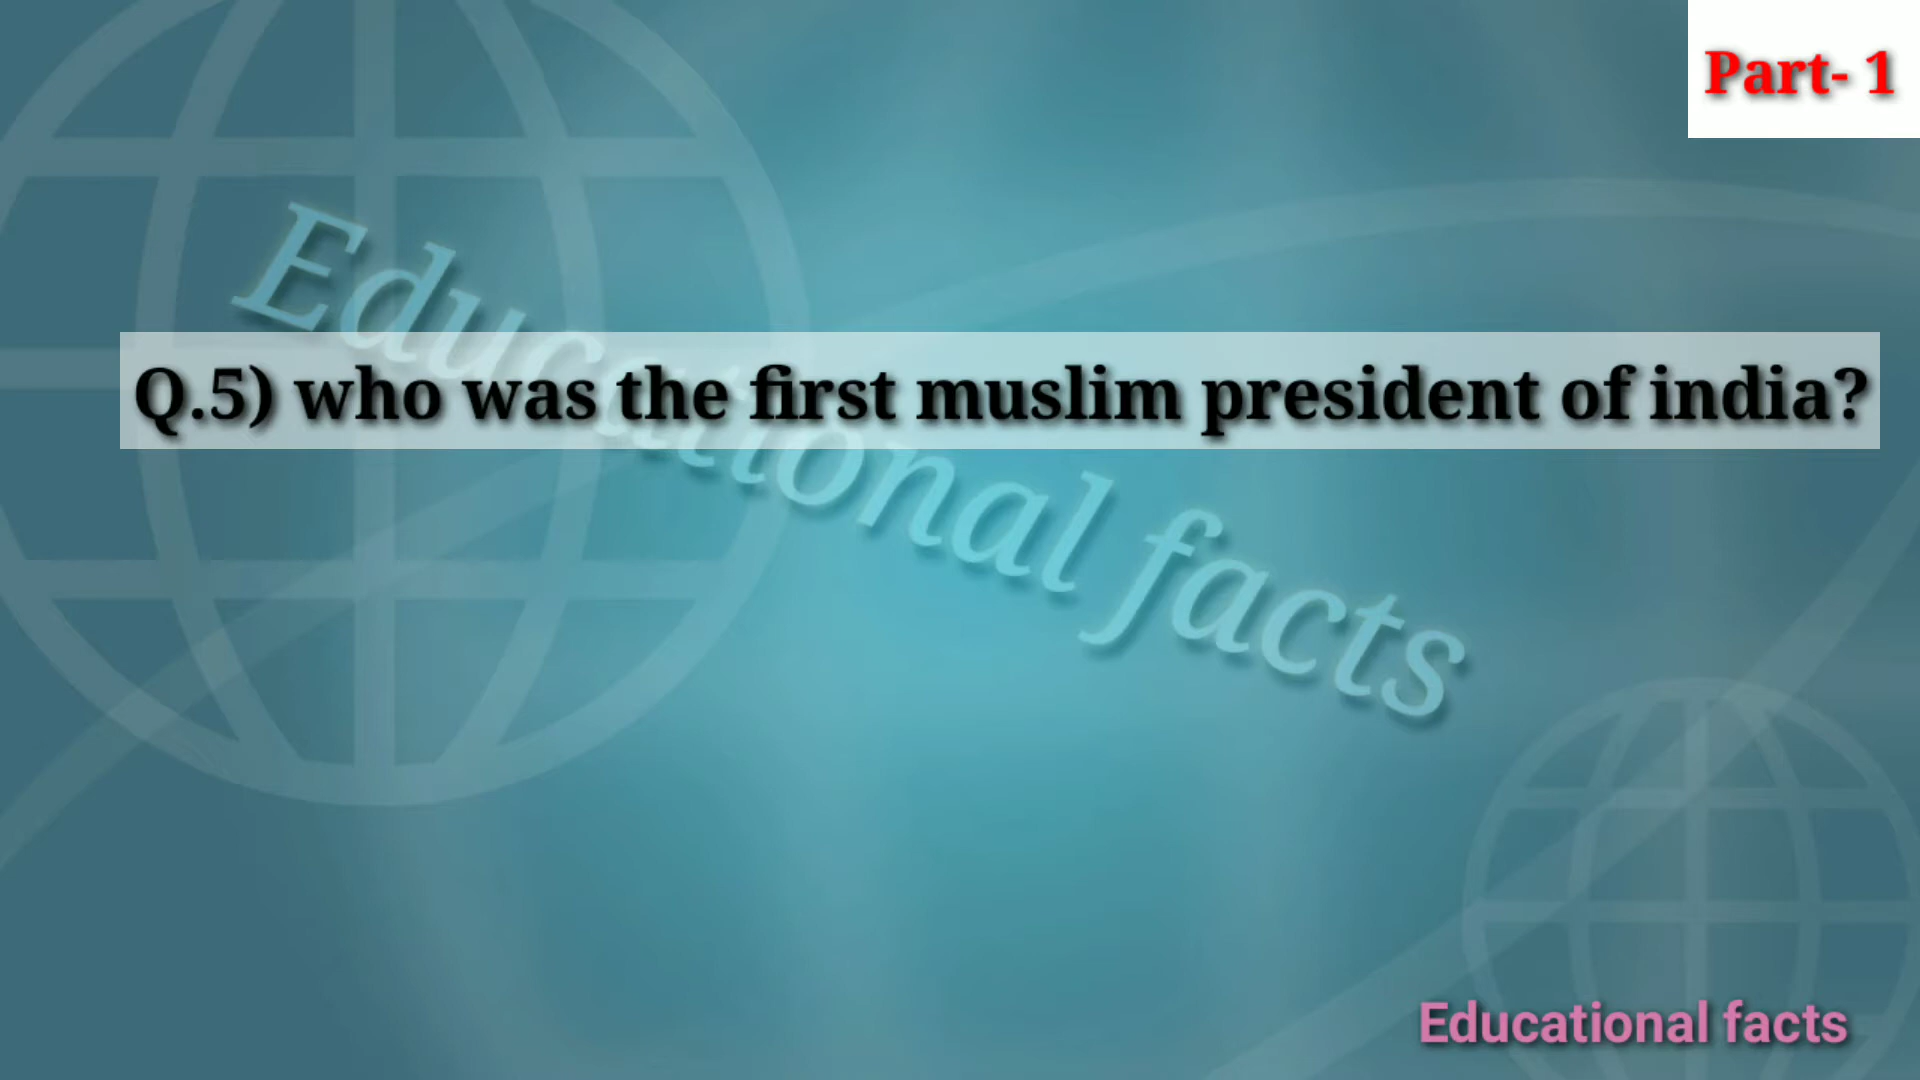 Part- 1
Educational facts
Q.5) who was the first muslim president of india?
Educational facts